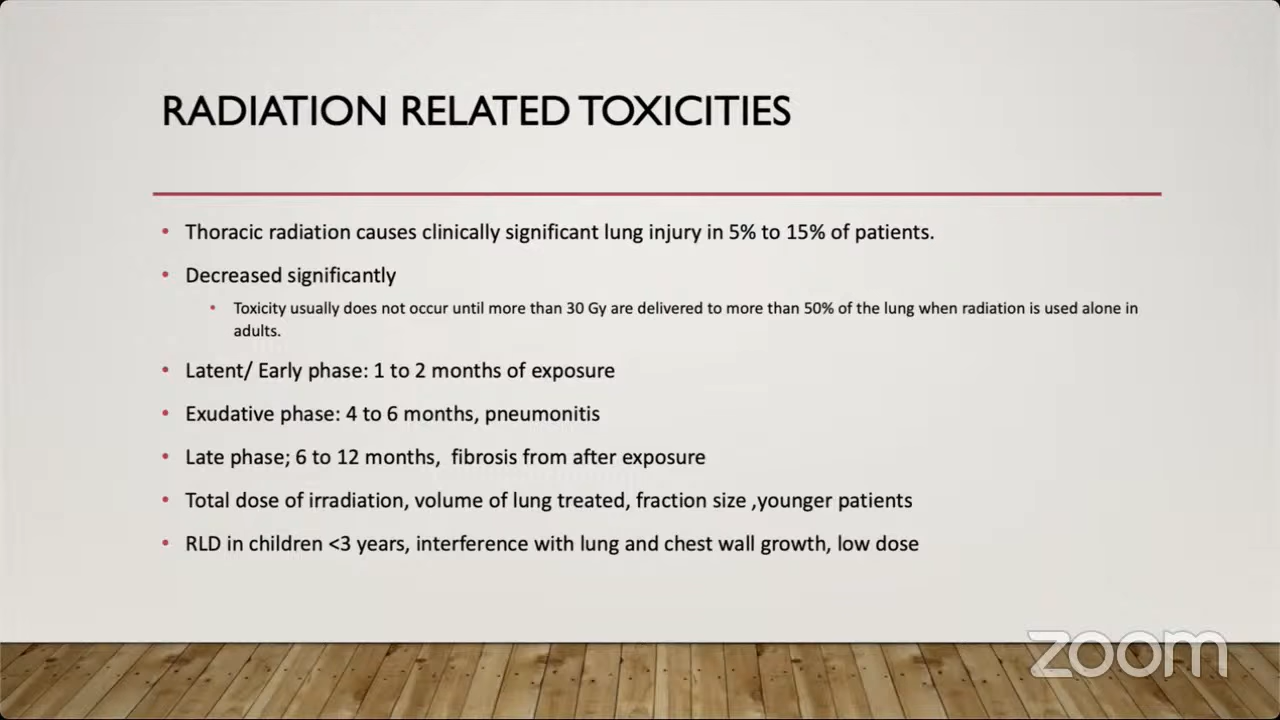 RADIATION RELATED TOXICITIES
• Thoracic radiation causes clinically significant lung injury in 5% to 15% of patients.
• Decreased significantly
• Toxicity usually does not occur until more than 30 Gy are delivered to more than 50% of the lung when radiation is used alone in
adults.
• Latent/ Early phase: 1 to 2 months of exposure
• Exudative phase: 4 to 6 months, pneumonitis
• Late phase; 6 to 12 months,  fibrosis from after exposure
• Total dose of irradiation, volume of lung treated, fraction size ,younger patients
• RLD in children <3 years, interference with lung and chest wall growth, low dose
zoom